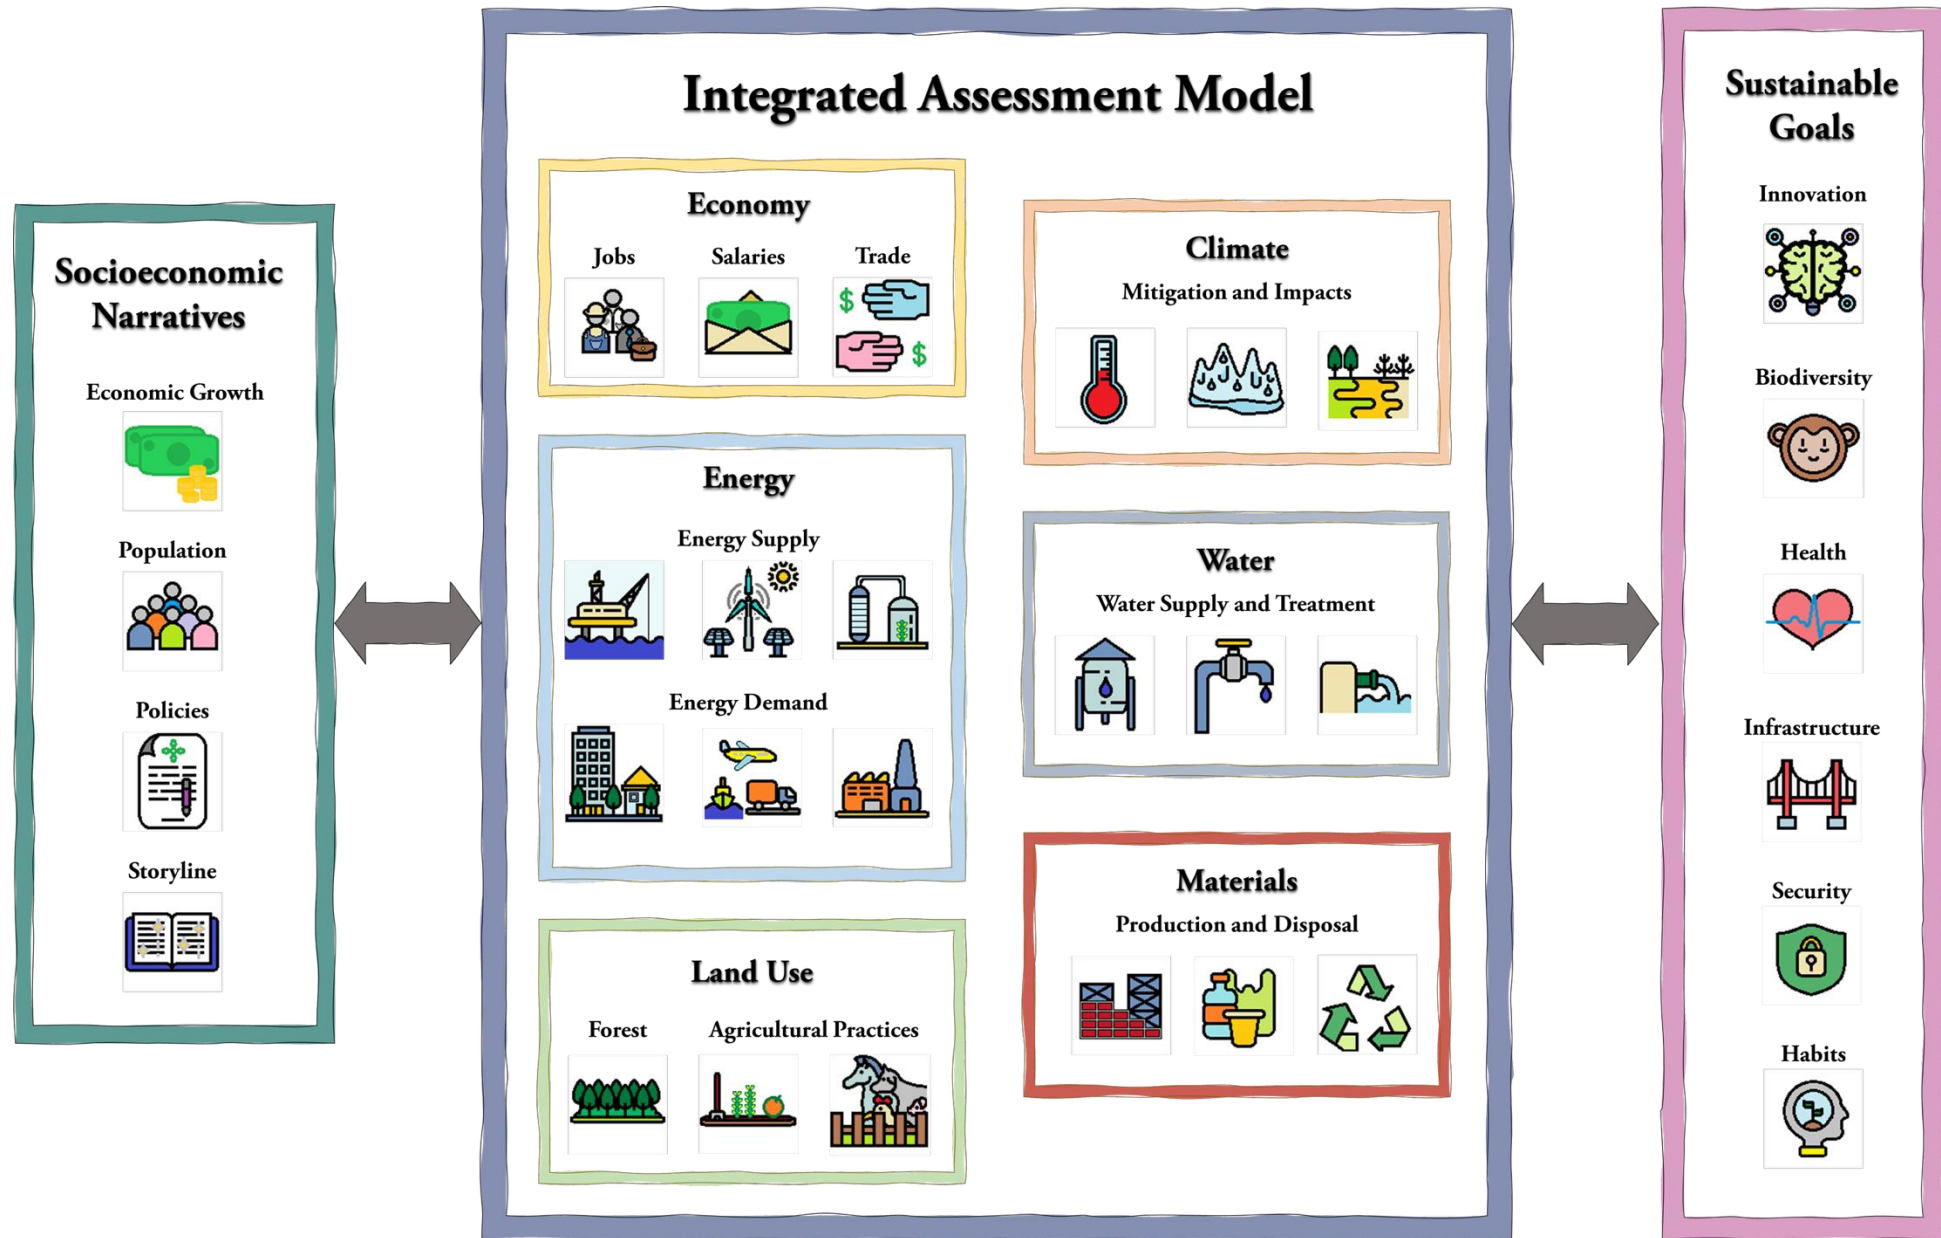 Socioeconomic
Narratives
Economic Growth
Population
Policies
Storyline
Integrated Assessment Model
Economy
Jobs
Salaries
Trade
$
$
Energy
Energy Supply
Energy Demand
Land Use
Forest
Agricultural Practices
Climate
Mitigation and Impacts
Water
Water Supply and Treatment
Materials
Production and Disposal
Sustainable
Goals
Innovation
Biodiversity
Health
Infrastructure
Security
Habits